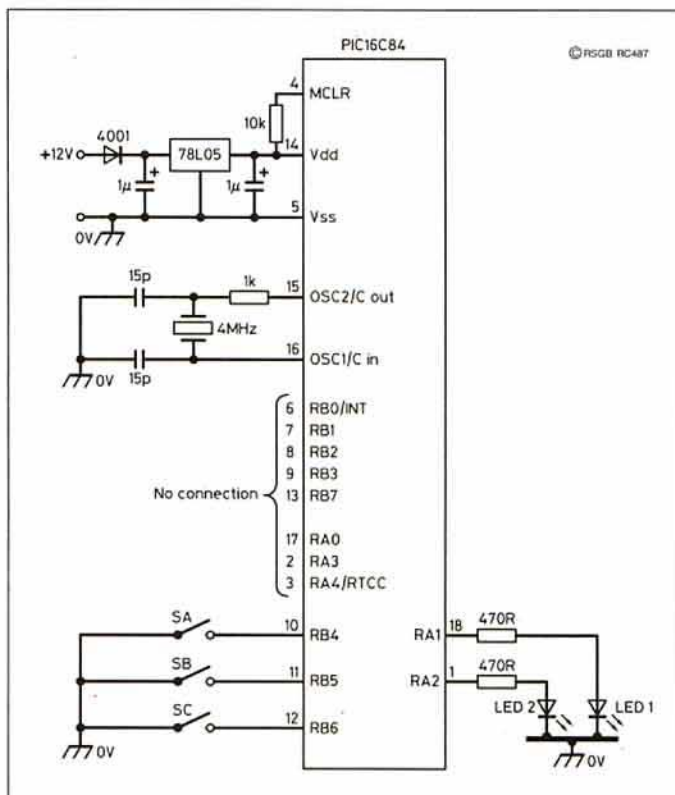 PIC16C84
© RSGB RC487
4
MCLR
10k
4001
+12V
78L05
14
Vdd
1µ
+
1µ
+
5
Vss
0V
15p
1k
15
OSC2/C out
4MHz
16
OSC1/C in
0V
15p
6 RB0/INT
7 RB1
8 RB2
9 RB3
No connection
13 RB7
17 RA0
2 RA3
3 RA4/RTCC
SA
10
RB4
RA1
18
470R
SB
11
RB5
RA2
1
470R
SC
12
RB6
LED 2
LED 1
0V
0V